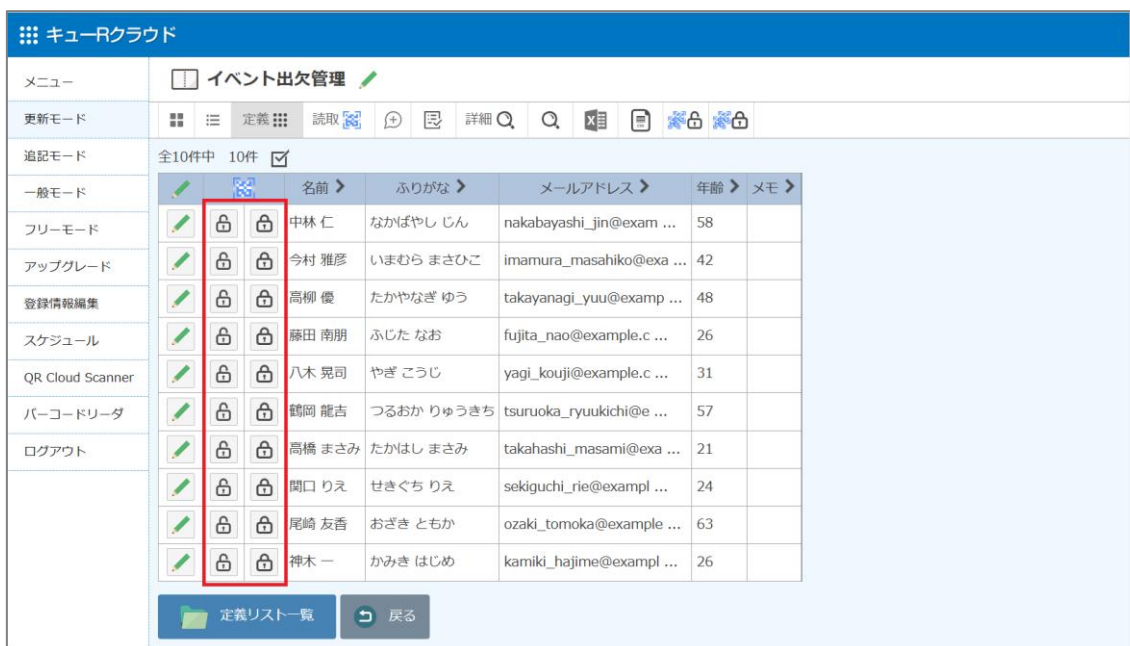 キューRクラウド
メニュー
更新モード
追記モード
一般モード
フリーモード
アップグレード
登録情報編集
スケジュール
QR Cloud Scanner
バーコードリーダ
ログアウト
イベント出欠管理
定義 読取 詳細
全10件中 10件
名前 ふりがな メールアドレス 年齢 メモ
中林 仁 なかばやし じん nakabayashi_jin@exam ... 58
今村 雅彦 いまむら まさひこ imamura_masahiko@exa ... 42
高柳 優 たかやなぎ ゆう takayanagi_yuu@examp ... 48
藤田 南朋 ふじた なお fujita_nao@example.c ... 26
八木 晃司 やぎ こうじ yagi_kouji@example.c ... 31
鶴岡 龍吉 つるおか りゅうきち tsuruoka_ryuukichi@e ... 57
高橋 まさみ たかはし まさみ takahashi_masami@exa ... 21
関口 りえ せきぐち りえ sekiguchi_rie@exampl ... 24
尾崎 友香 おざき ともか ozaki_tomoka@example ... 63
神木 一 かみき はじめ kamiki_hajime@exampl ... 26
定義リスト一覧 戻る